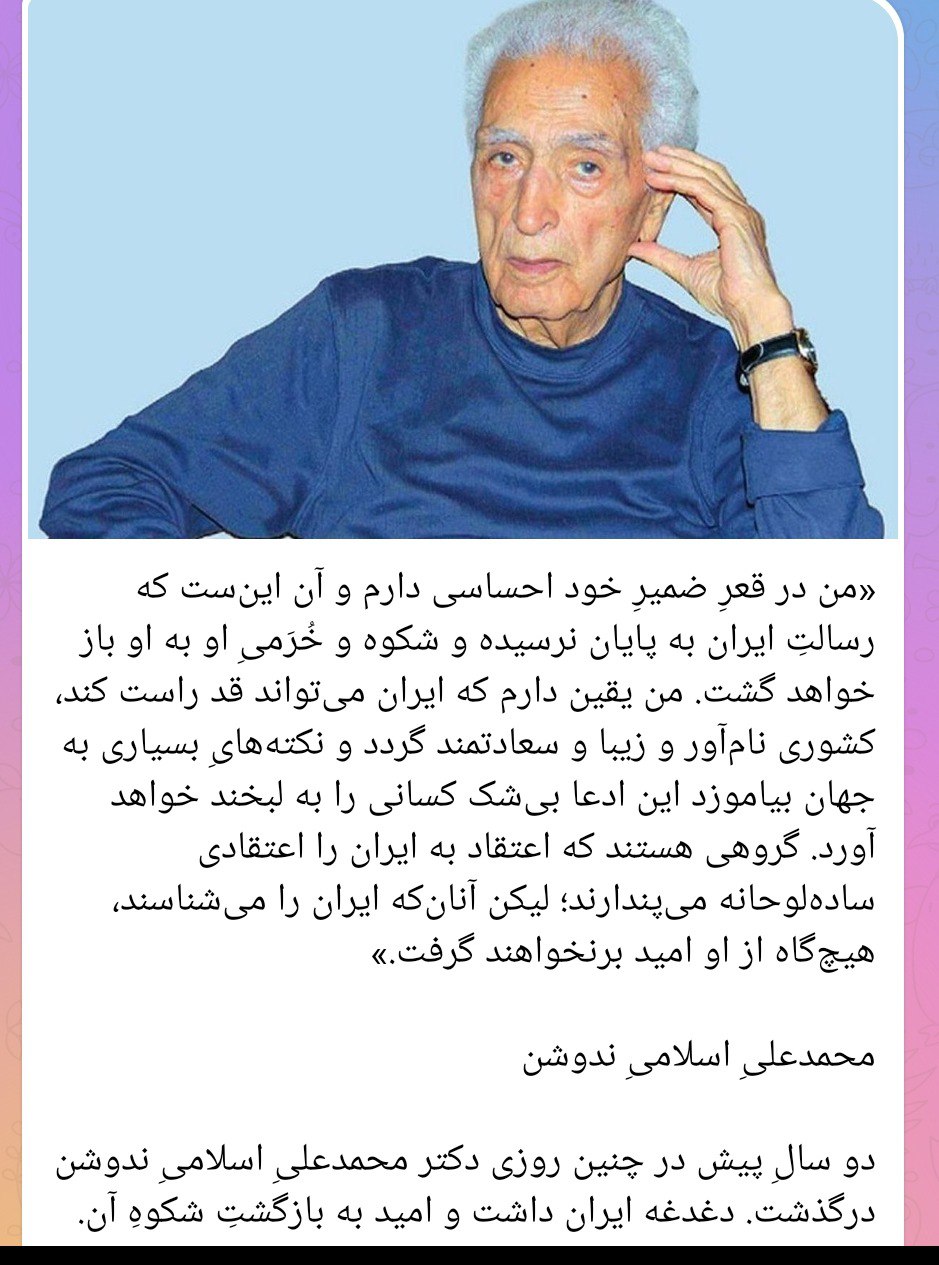 «من در قعرِ ضمیرِ خود احساسی دارم و آن این‌ست که
رسالتِ ایران به پایان نرسیده و شکوه و خُرَمیِ او به او باز
خواهد گشت. من یقین دارم که ایران می‌تواند قد راست کند،
کشوری نام‌آور و زیبا و سعادتمند گردد و نکته‌هایِ بسیاری به
جهان بیاموزد این ادعا بی‌شک کسانی را به لبخند خواهد
آورد. گروهی هستند که اعتقاد به ایران را اعتقادی
ساده‌لوحانه می‌پندارند؛ لیکن آنان‌که ایران را می‌شناسند،
هیچ‌گاه از او امید برنخواهند گرفت.»
محمدعلیِ اسلامیِ ندوشن
دو سالِ پیش در چنین روزی دکتر محمدعلیِ اسلامیِ ندوشن
درگذشت. دغدغه ایران داشت و امید به بازگشتِ شکوهِ آن.